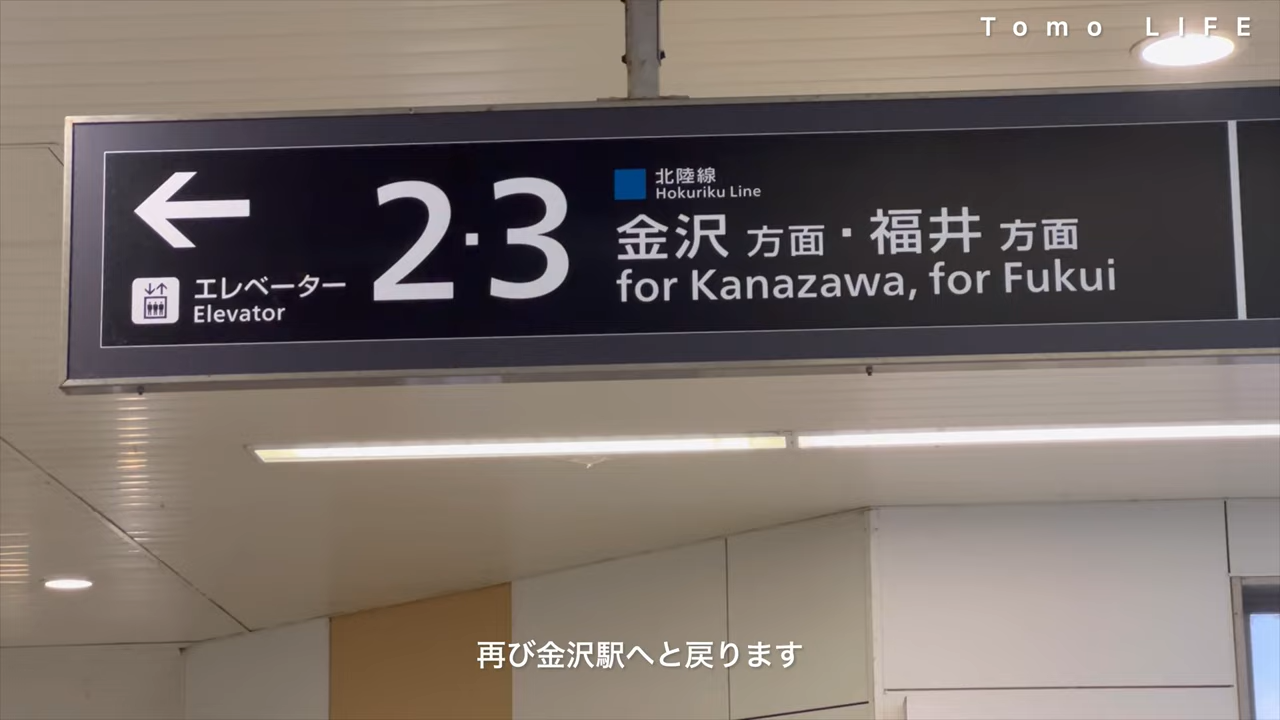 Tomo LIFE
北陸線
Hokuriku Line
2・3
金沢 方面・福井 方面
for Kanazawa, for Fukui
エレベーター
Elevator
再び金沢駅へと戻ります